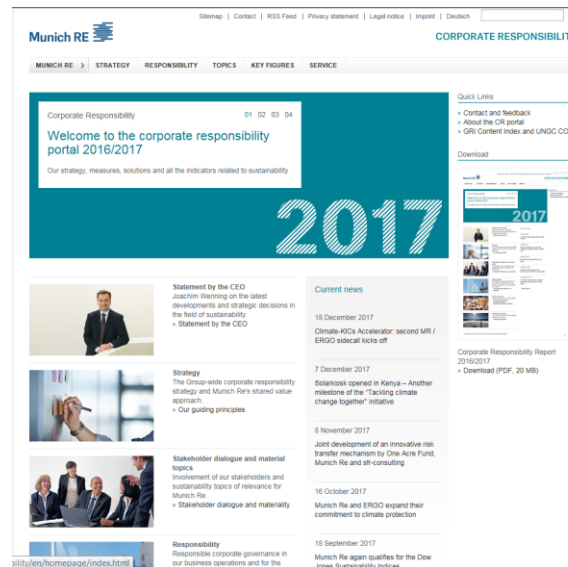 Sitemap | Contact | RSS Feed | Privacy statement | Legal notice | Imprint | Deutsch
Munich RE
CORPORATE RESPONSIBILIT
MUNICH RE > STRATEGY RESPONSIBILITY TOPICS KEY FIGURES SERVICE
Corporate Responsibility 01 02 03 04
Welcome to the corporate responsibility
portal 2016/2017
Our strategy, measures, solutions and all the indicators related to sustainability
2017
Quick Links
» Contact and feedback
» About the CR portal
» GRI Content Index and UNGC CO
Download
2017
Corporate Responsibility Report
2016/2017
» Download (PDF, 20 MB)
Statement by the CEO
Joachim Wenning on the latest
developments and strategic decisions in
the field of sustainability.
» Statement by the CEO
Strategy
The Group-wide corporate responsibility
strategy and Munich Re's shared value
approach.
» Our guiding principles
Stakeholder dialogue and material
topics
Involvement of our stakeholders and
sustainability topics of relevance for
Munich Re.
» Stakeholder dialogue and materiality
Responsibility
Responsible corporate governance in
our business operations and for the
Current news
18 December 2017
Climate-KICs Accelerator: second MR /
ERGO sidecall kicks off
7 December 2017
Solarkiosk opened in Kenya – Another
milestone of the "Tackling climate
change together" initiative
8 November 2017
Joint development of an innovative risk
transfer mechanism by One Acre Fund,
Munich Re and sfr-consulting
16 October 2017
Munich Re and ERGO expand their
commitment to climate protection
18 September 2017
Munich Re again qualifies for the Dow
Jones Sustainability Indices
bility/en/homepage/index.html